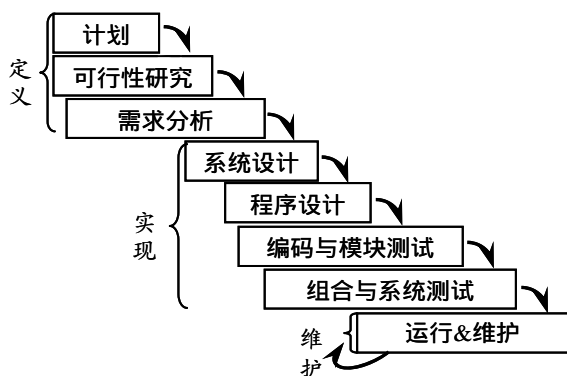 计划
可行性研究
需求分析
定义
系统设计
程序设计
编码与模块测试
组合与系统测试
实现
运行&维护
维护